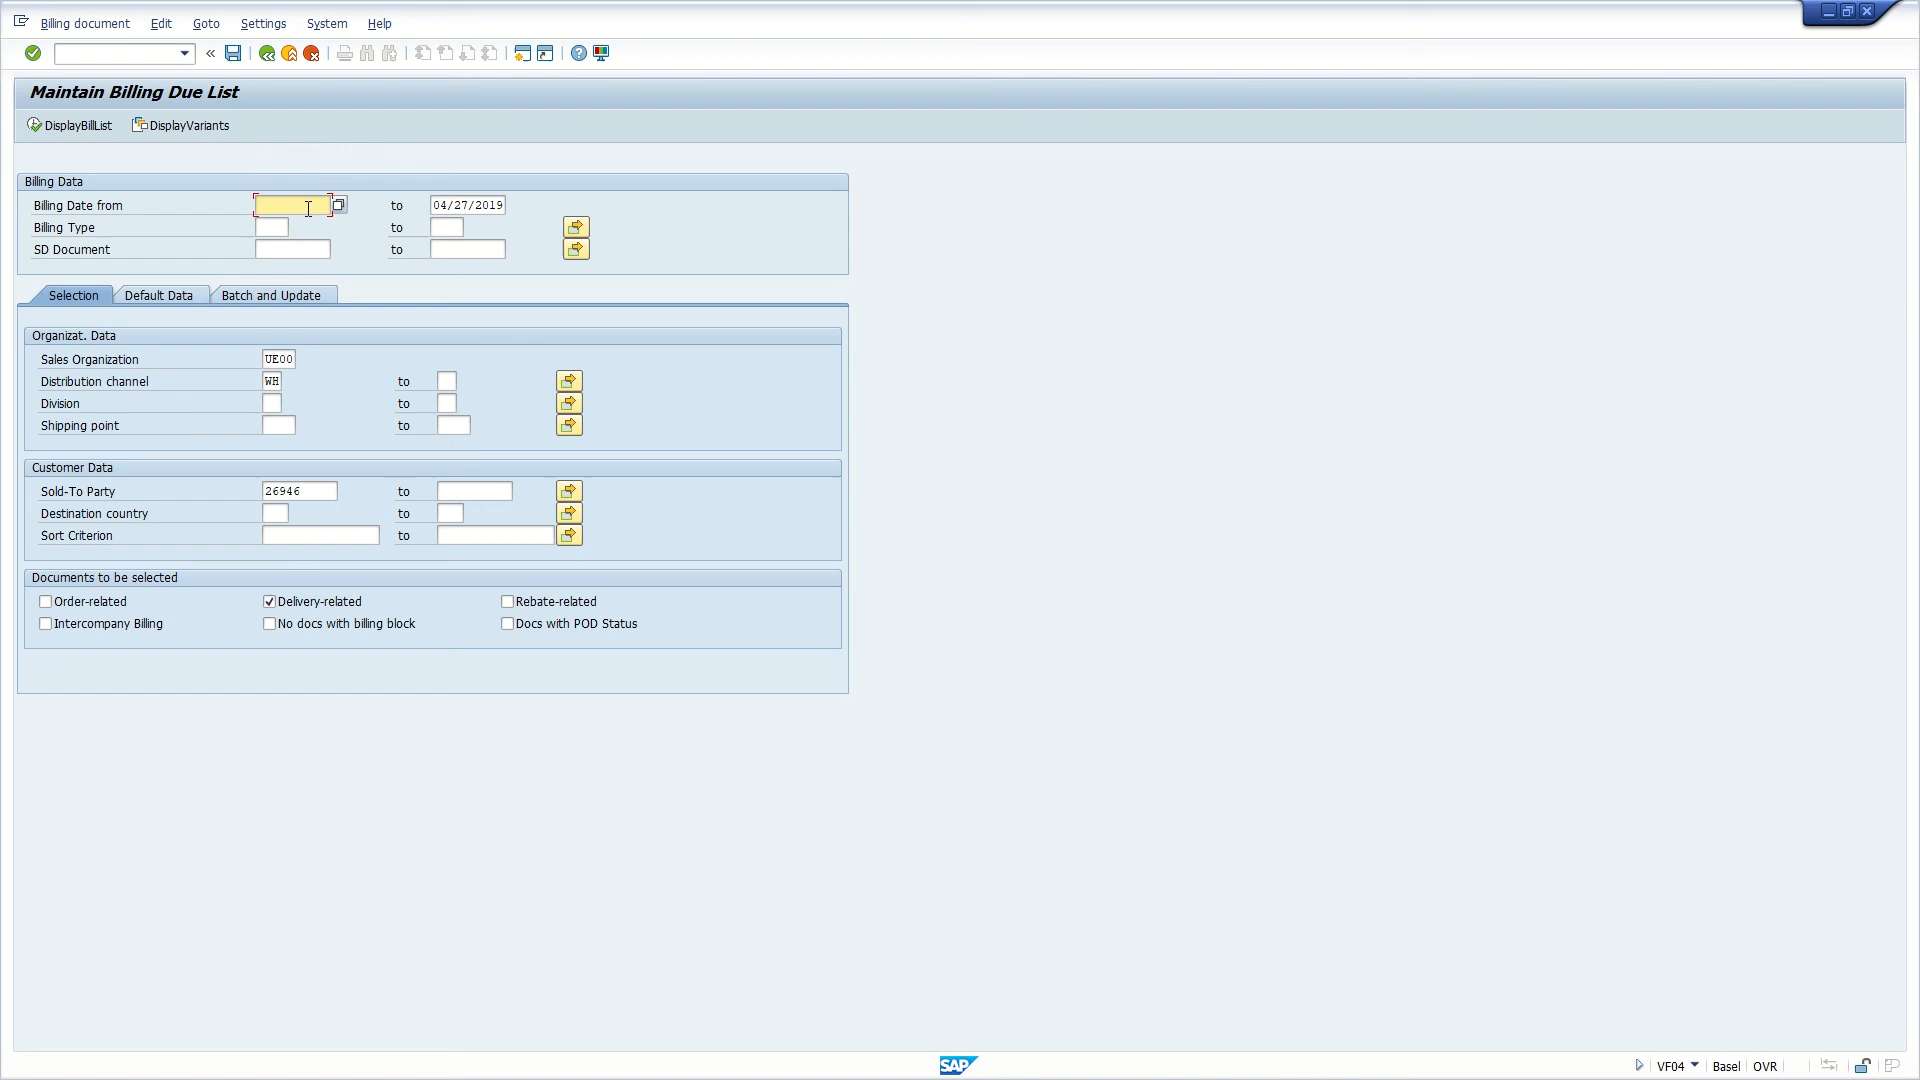 Billing document Edit Goto Settings System Help
Maintain Billing Due List
DisplayBillList DisplayVariants
Billing Data
Billing Date from to 04/27/2019
Billing Type to
SD Document to
Selection Default Data Batch and Update
Organizat. Data
Sales Organization UE00
Distribution channel WH to
Division to
Shipping point to
Customer Data
Sold-To Party 26946 to
Destination country to
Sort Criterion to
Documents to be selected
Order-related Delivery-related Rebate-related
Intercompany Billing No docs with billing block Docs with POD Status
SAP VF04 Basel OVR